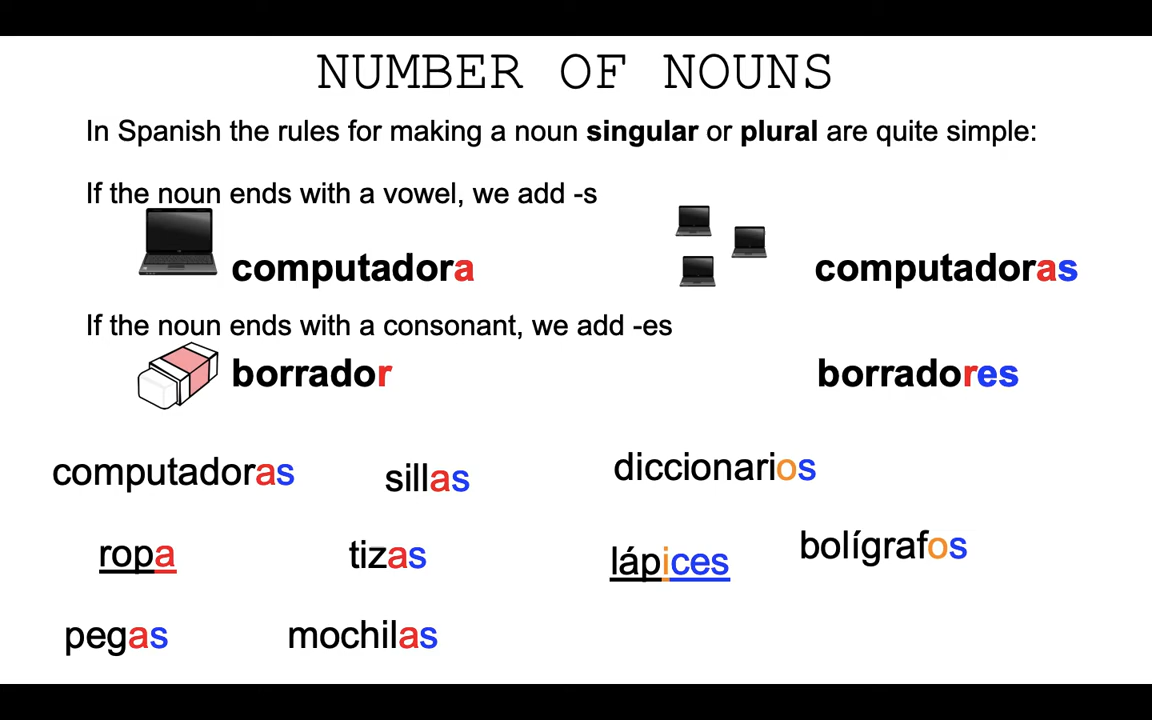 NUMBER OF NOUNS
In Spanish the rules for making a noun singular or plural are quite simple:
If the noun ends with a vowel, we add -s
computadora computadoras
If the noun ends with a consonant, we add -es
borrador borradores
computadoras sillas diccionarios
ropa tizas lápices bolígrafos
pegas mochilas